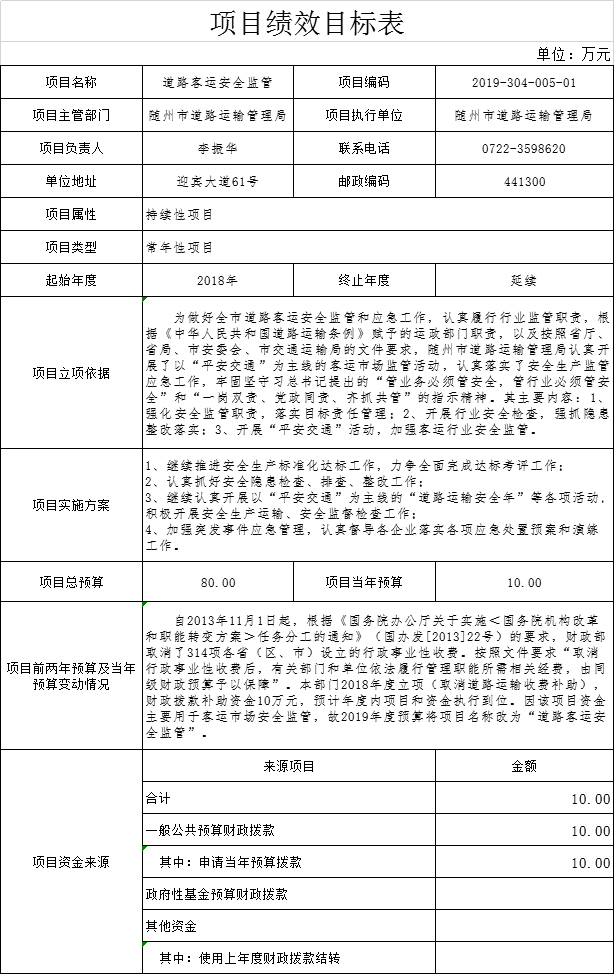 项目绩效目标表
单位：万元
项目名称 道路客运安全监管 项目编码 2019-304-005-01
项目主管部门 随州市道路运输管理局 项目执行单位 随州市道路运输管理局
项目负责人 李振华 联系电话 0722-3598620
单位地址 迎宾大道61号 邮政编码 441300
项目属性 持续性项目
项目类型 常年性项目
起始年度 2018年 终止年度 延续
项目立项依据
为做好全市道路客运安全监管和应急工作，认真履行行业监管职责，根
据《中华人民共和国道路运输条例》赋予的运政部门职责，以及按照省厅、
省局、市安委会、市交通运输局的文件要求，随州市道路运输管理局认真开
展了以“平安交通”为主线的客运市场监管活动，认真落实了安全生产监管
应急工作，牢固坚守习总书记提出的“管业务必须管安全，管行业必须管安
全”和“一岗双责、党政同责、齐抓共管”的指示精神。其主要内容：1、
强化安全监管职责，落实目标责任管理；2、开展行业安全检查，强抓隐患
整改落实；3、开展“平安交通”活动，加强客运行业安全监管。
项目实施方案
1、继续推进安全生产标准化达标工作，力争全面完成达标考评工作；
2、认真抓好安全隐患检查、排查、整改工作；
3、继续认真开展以“平安交通”为主线的“道路运输安全年”等各项活动，
积极开展安全生产运输、安全监督检查工作；
4、加强突发事件应急管理，认真督导各企业落实各项应急处置预案和演练
工作。
项目总预算 80.00 项目当年预算 10.00
项目前两年预算及当年
预算变动情况
自2013年11月1日起，根据《国务院办公厅关于实施＜国务院机构改革
和职能转变方案＞任务分工的通知》（国办发[2013]22号）的要求，财政部
取消了314项各省（区、市）设立的行政事业性收费。按照文件要求“取消
行政事业性收费后，有关部门和单位依法履行管理职能所需相关经费，由同
级财政预算予以保障”。本部门2018年度立项（取消道路运输收费补助），
财政拨款补助资金10万元，预计年度内项目和资金执行到位。因该项目资金
主要用于客运市场安全监管，故2019年度预算将项目名称改为“道路客运安
全监管”。
项目资金来源
来源项目 金额
合计 10.00
一般公共预算财政拨款 10.00
其中：申请当年预算拨款 10.00
政府性基金预算财政拨款
其他资金
其中：使用上年度财政拨款结转